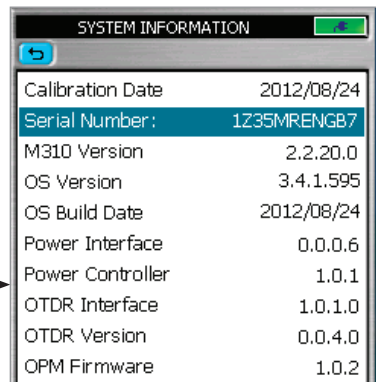 SYSTEM INFORMATION
Calibration Date 2012/08/24
Serial Number: 1Z35MRENGB7
M310 Version 2.2.20.0
OS Version 3.4.1.595
OS Build Date 2012/08/24
Power Interface 0.0.0.6
Power Controller 1.0.1
OTDR Interface 1.0.1.0
OTDR Version 0.0.4.0
OPM Firmware 1.0.2